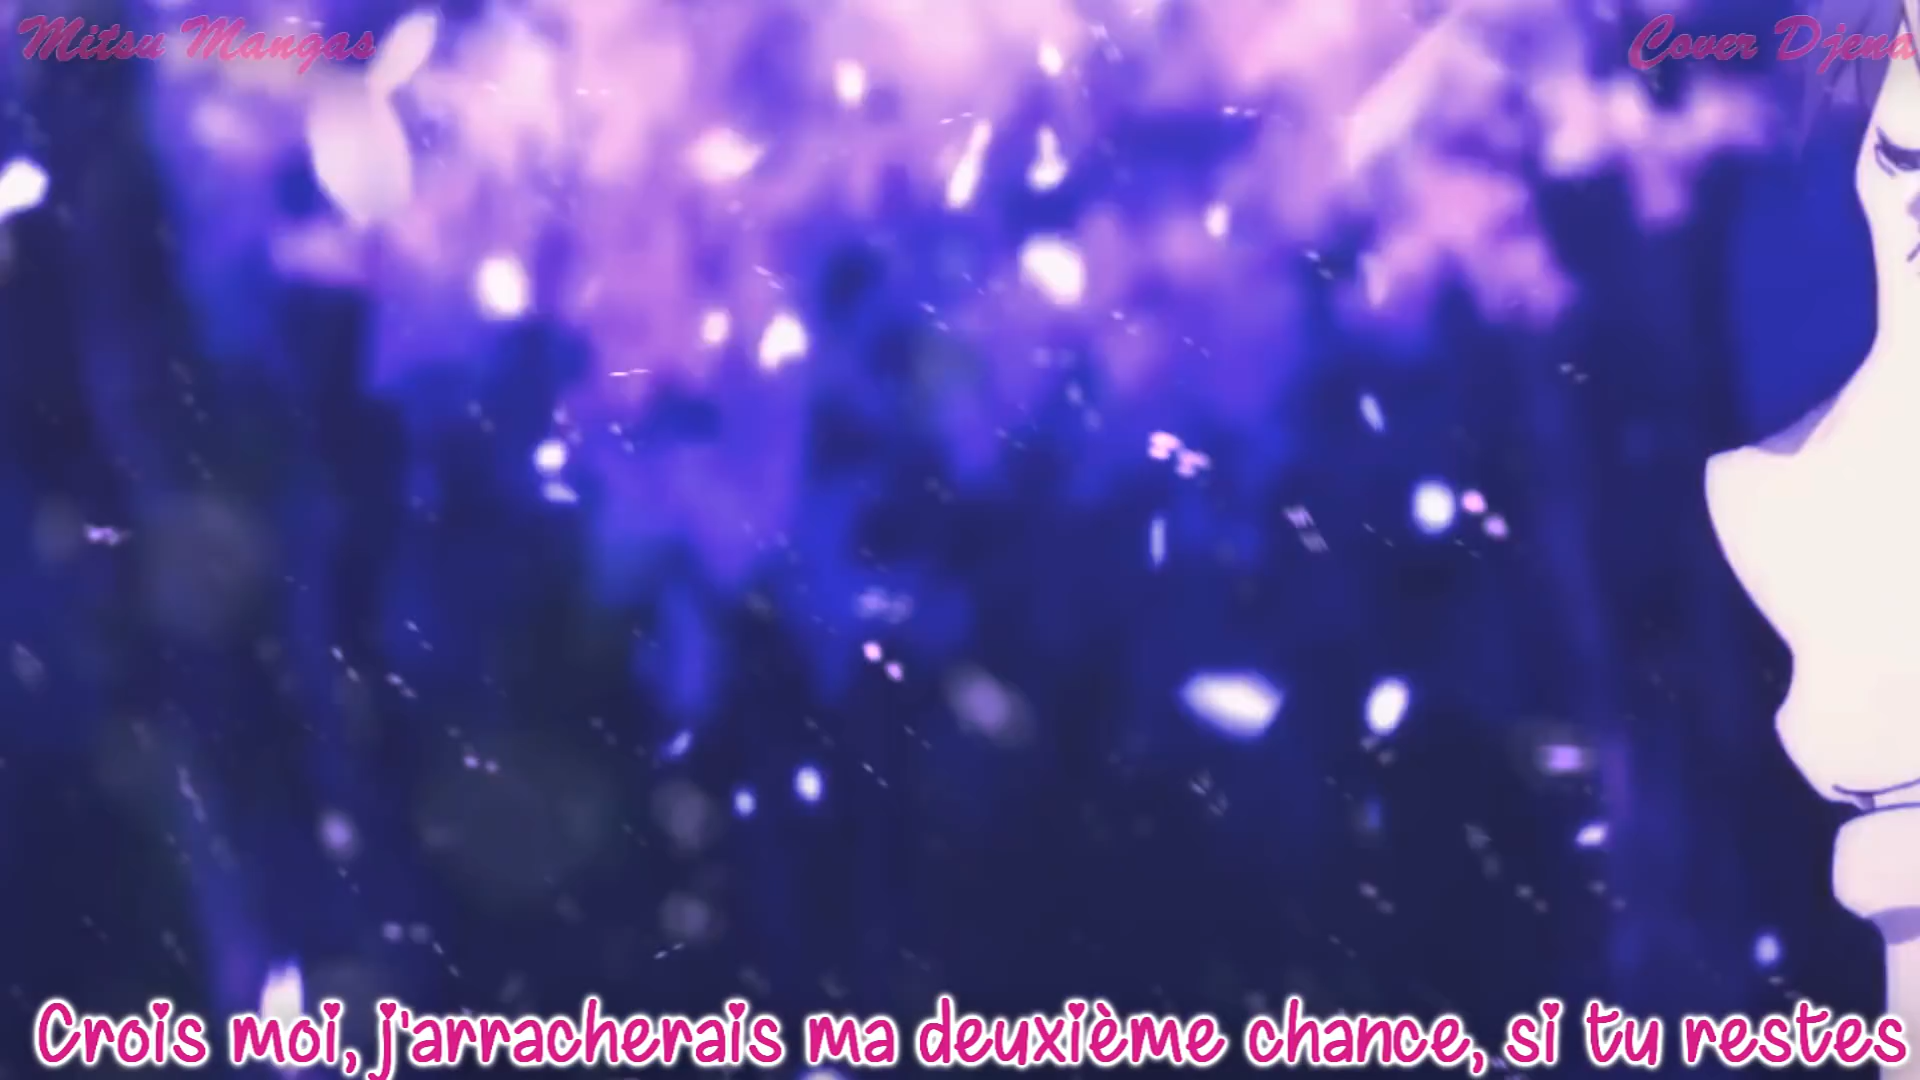 Mitsu Mangas
Cover Djena
Crois moi, j'arracherais ma deuxième chance, si tu restes